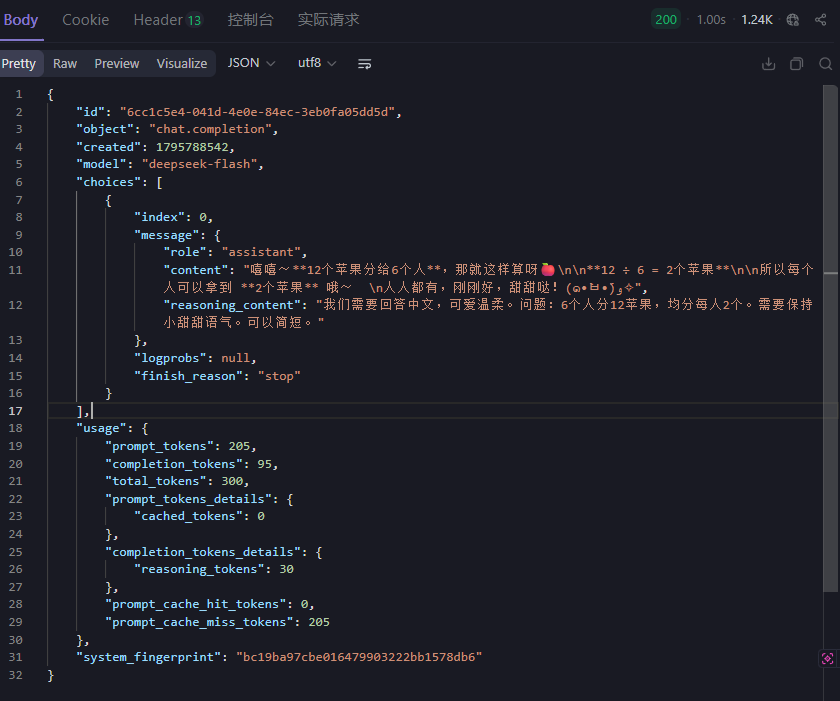 Body Cookie Header 13 控制台 实际请求 200 1.00s 1.24K
Pretty Raw Preview Visualize JSON utf8
1 {
2 "id": "6cc1c5e4-041d-4e0e-84ec-3eb0fa05dd5d",
3 "object": "chat.completion",
4 "created": 1795788542,
5 "model": "deepseek-flash",
6 "choices": [
7 {
8 "index": 0,
9 "message": {
10 "role": "assistant",
11 "content": "嘻嘻～**12个苹果分给6个人**，那就这样算呀🍎\n\n**12 ÷ 6 = 2个苹果**\n\n所以每个
人可以拿到 **2个苹果** 哦～  \n人人都有，刚刚好，甜甜哒！(๑•̀ㅂ•́)و✧",
12 "reasoning_content": "我们需要回答中文，可爱温柔。问题：6个人分12苹果，均分每人2个。需要保持
小甜甜语气。可以简短。"
13 },
14 "logprobs": null,
15 "finish_reason": "stop"
16 }
17 ],
18 "usage": {
19 "prompt_tokens": 205,
20 "completion_tokens": 95,
21 "total_tokens": 300,
22 "prompt_tokens_details": {
23 "cached_tokens": 0
24 },
25 "completion_tokens_details": {
26 "reasoning_tokens": 30
27 },
28 "prompt_cache_hit_tokens": 0,
29 "prompt_cache_miss_tokens": 205
30 },
31 "system_fingerprint": "bc19ba97cbe016479903222bb1578db6"
32 }